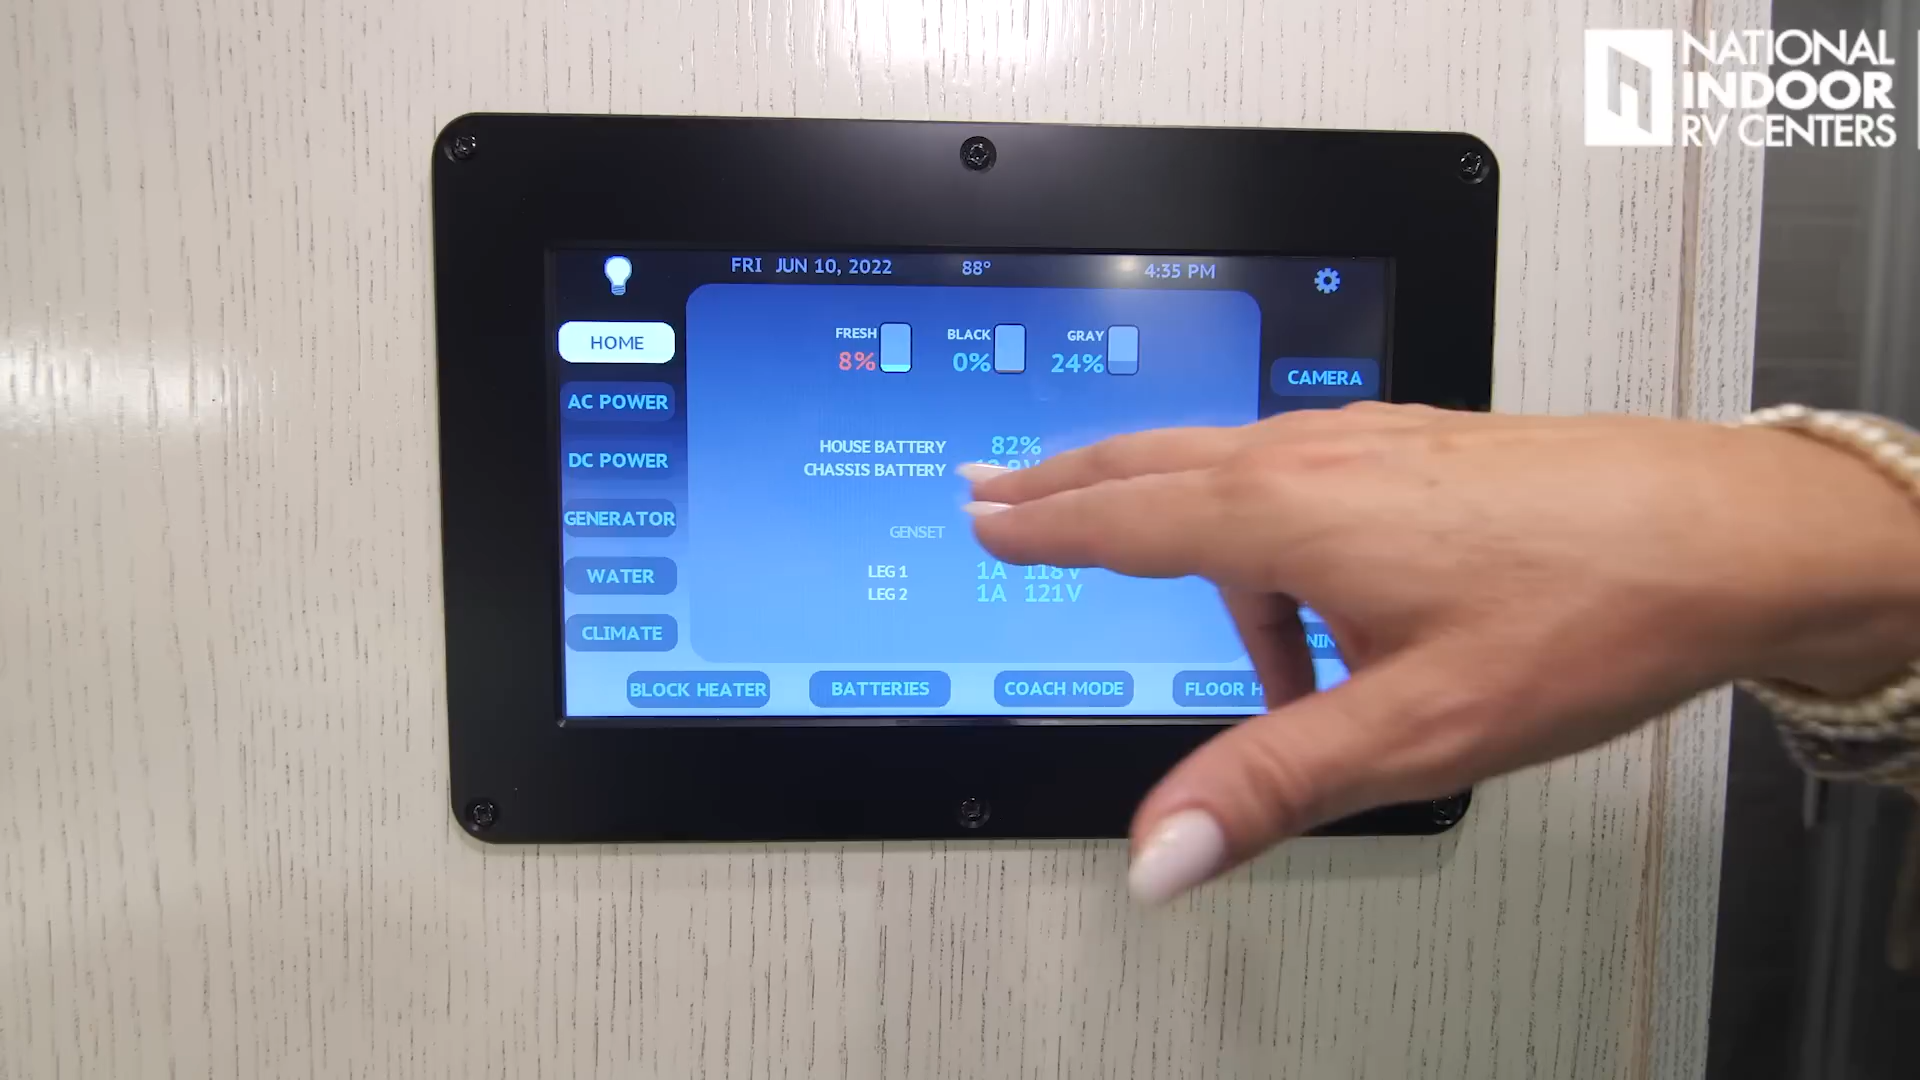 NATIONAL
INDOOR
RV CENTERS
FRI JUN 10, 2022 88° 4:35 PM
HOME
AC POWER
DC POWER
GENERATOR
WATER
CLIMATE
FRESH
8%
BLACK
0%
GRAY
24%
CAMERA
HOUSE BATTERY 82%
CHASSIS BATTERY
GENSET
LEG 1 1A 118V
LEG 2 1A 121V
BLOCK HEATER
BATTERIES
COACH MODE
FLOOR